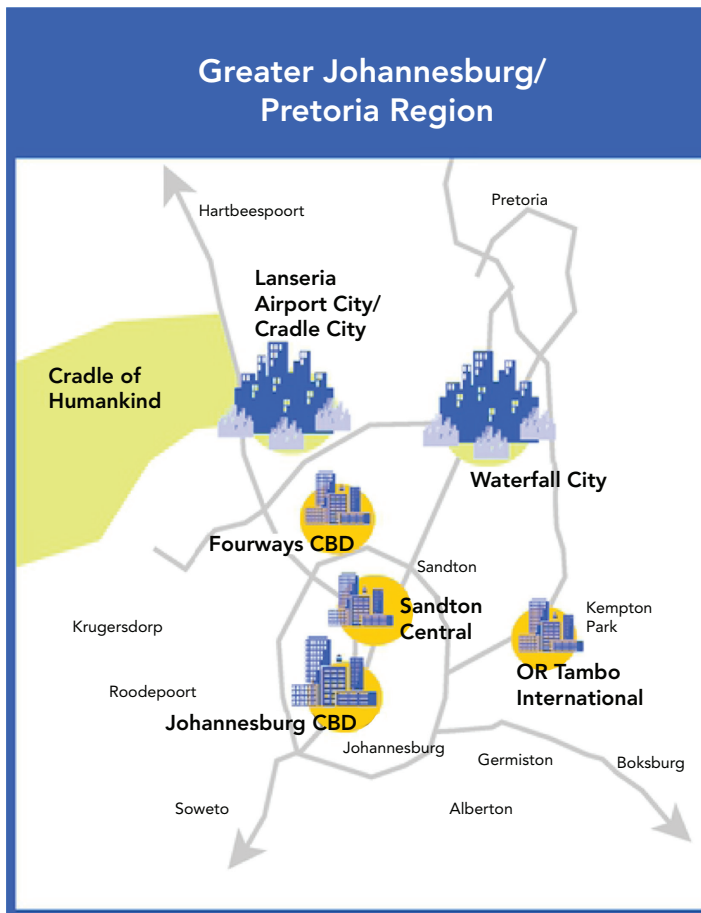 Greater Johannesburg/
Pretoria Region
Hartbeespoort
Pretoria
Lanseria
Airport City/
Cradle City
Cradle of
Humankind
Waterfall City
Fourways CBD
Sandton
Sandton
Central
Kempton
Park
Krugersdorp
OR Tambo
International
Roodepoort
Johannesburg CBD
Johannesburg
Germiston
Boksburg
Soweto
Alberton